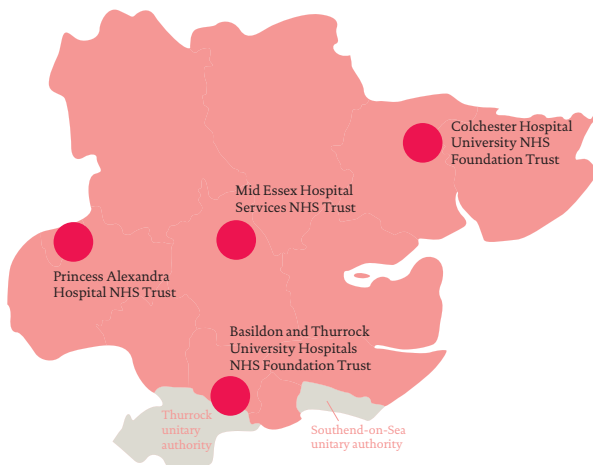 Colchester Hospital
University NHS
Foundation Trust
Mid Essex Hospital
Services NHS Trust
Princess Alexandra
Hospital NHS Trust
Basildon and Thurrock
University Hospitals
NHS Foundation Trust
Thurrock
unitary
authority
Southend-on-Sea
unitary authority